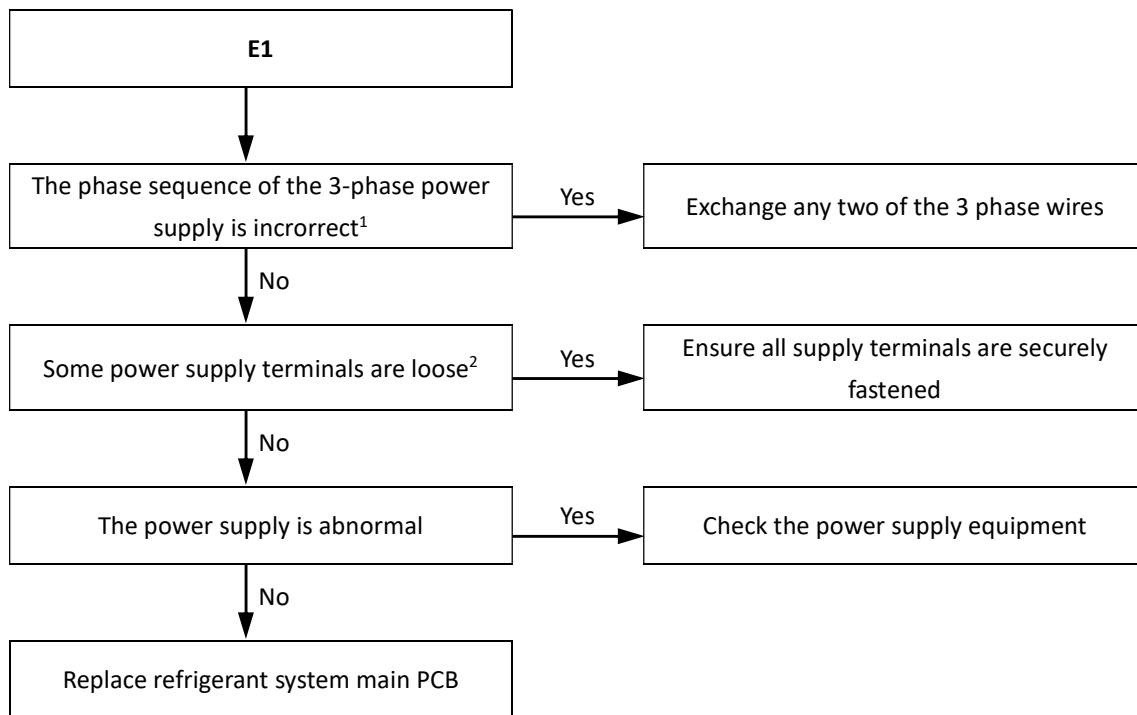 E1
The phase sequence of the 3-phase power
supply is incrorrect¹
Yes
Exchange any two of the 3 phase wires
No
Some power supply terminals are loose²
Yes
Ensure all supply terminals are securely
fastened
No
The power supply is abnormal
Yes
Check the power supply equipment
No
Replace refrigerant system main PCB